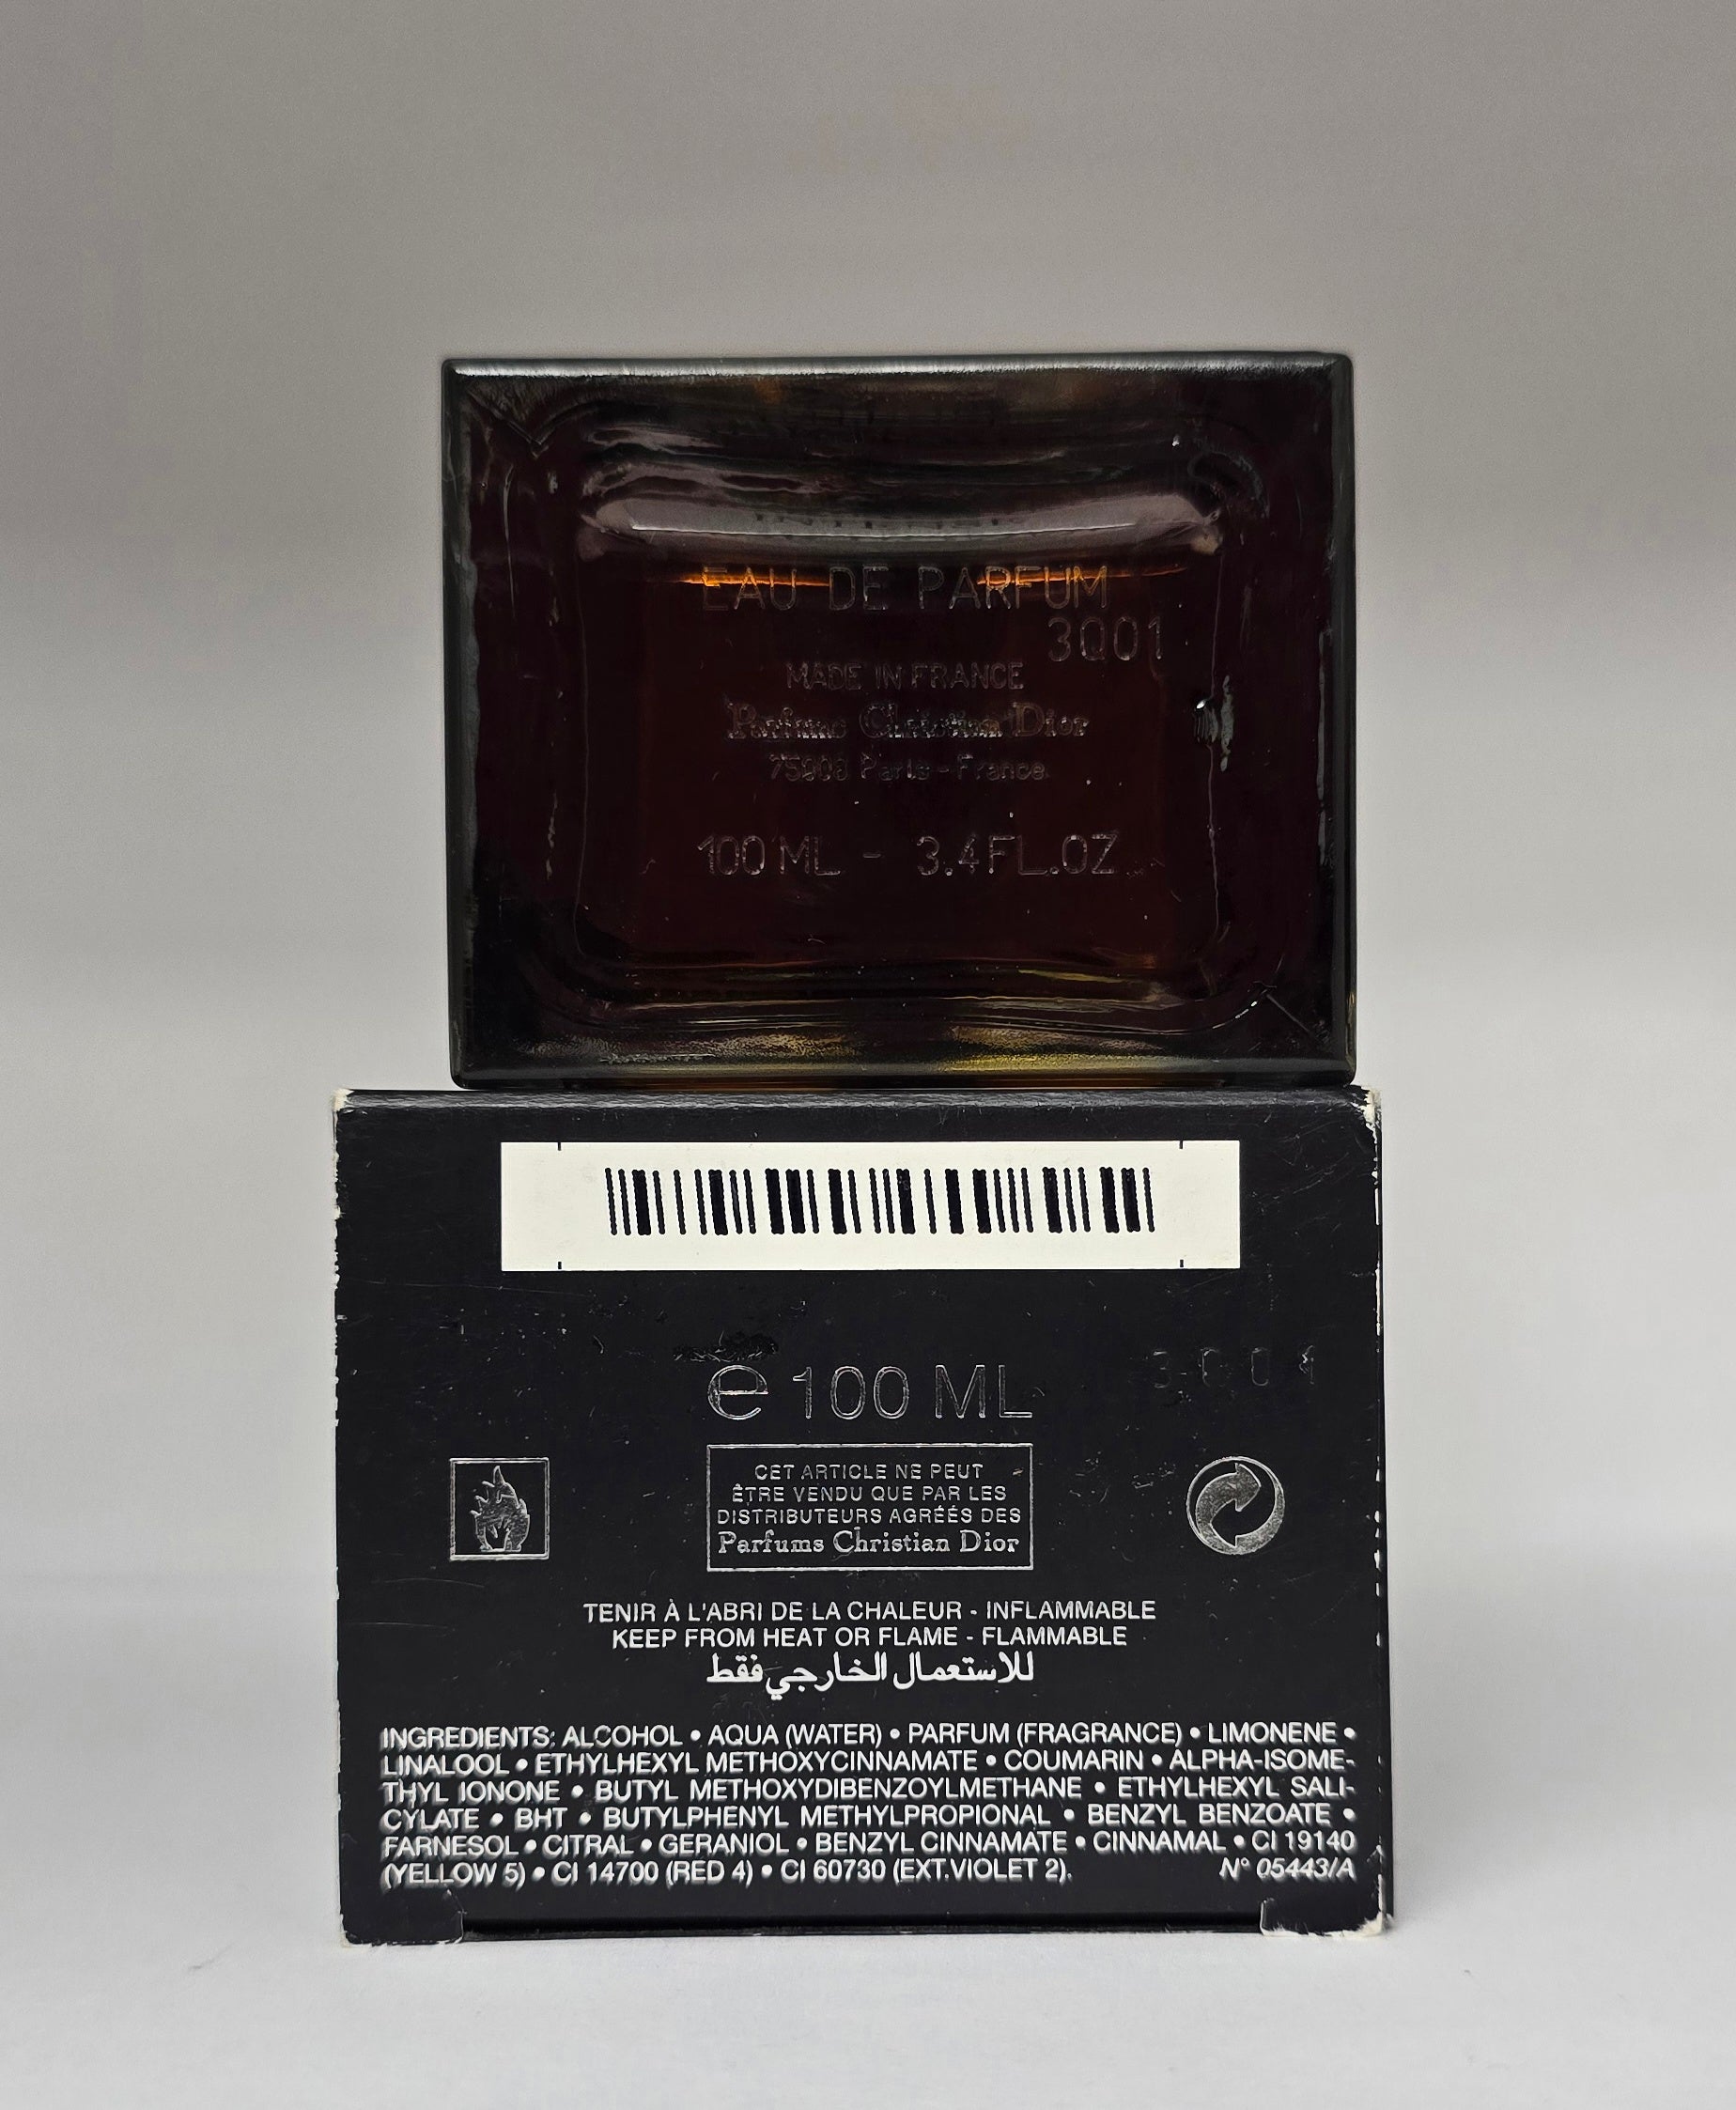 EAU DE PARFUM
3Q01
MADE IN FRANCE
Parfums Christian Dior
75008 Paris - France
100 ML - 3.4 FL.OZ
3Q01
e 100 ML
CET ARTICLE NE PEUT
ÊTRE VENDU QUE PAR LES
DISTRIBUTEURS AGRÉÉS DES
Parfums Christian Dior
TENIR À L'ABRI DE LA CHALEUR - INFLAMMABLE
KEEP FROM HEAT OR FLAME - FLAMMABLE
للاستعمال الخارجي فقط
INGREDIENTS: ALCOHOL • AQUA (WATER) • PARFUM (FRAGRANCE) • LIMONENE •
LINALOOL • ETHYLHEXYL METHOXYCINNAMATE • COUMARIN • ALPHA-ISOME-
THYL IONONE • BUTYL METHOXYDIBENZOYLMETHANE • ETHYLHEXYL SALI-
CYLATE • BHT • BUTYLPHENYL METHYLPROPIONAL • BENZYL BENZOATE •
FARNESOL • CITRAL • GERANIOL • BENZYL CINNAMATE • CINNAMAL • CI 19140
(YELLOW 5) • CI 14700 (RED 4) • CI 60730 (EXT.VIOLET 2). N° 05443/A